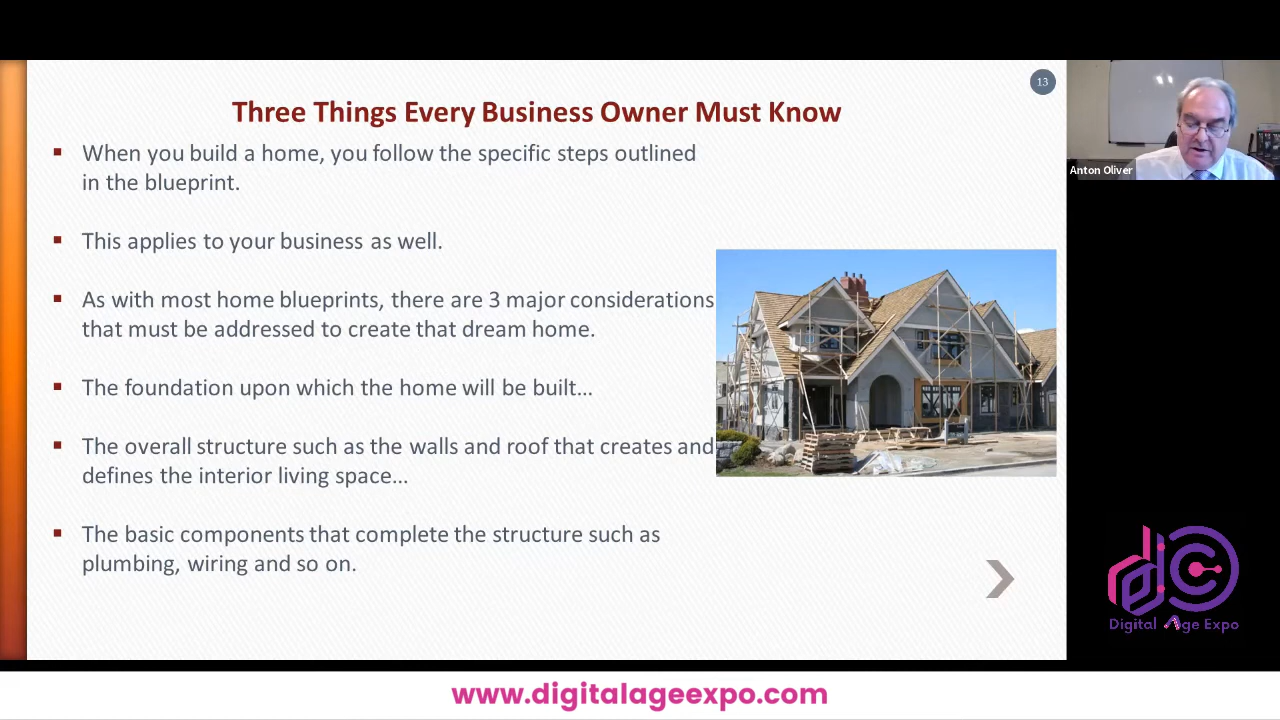 13
Three Things Every Business Owner Must Know
When you build a home, you follow the specific steps outlined
in the blueprint.
This applies to your business as well.
As with most home blueprints, there are 3 major considerations
that must be addressed to create that dream home.
The foundation upon which the home will be built...
The overall structure such as the walls and roof that creates and
defines the interior living space...
The basic components that complete the structure such as
plumbing, wiring and so on.
Anton Oliver
Digital Age Expo
www.digitalageexpo.com